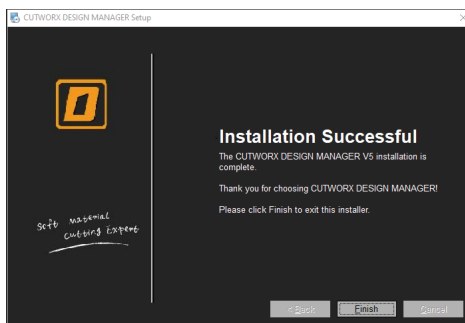 CUTWORX DESIGN MANAGER Setup
Installation Successful
The CUTWORX DESIGN MANAGER V5 installation is
complete.
Thank you for choosing CUTWORX DESIGN MANAGER!
Please click Finish to exit this installer.
Soft material
Cutting Expert
< Back
Finish
Cancel